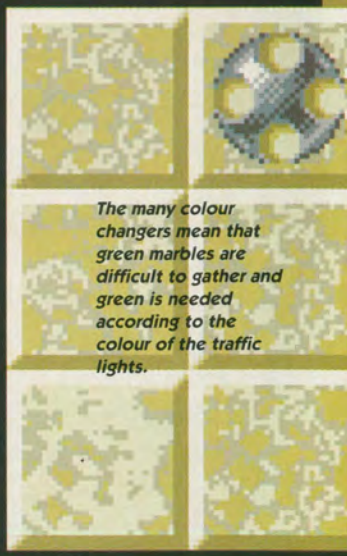 The many colour
changers mean that
green marbles are
difficult to gather and
green is needed
according to the
colour of the traffic
lights.